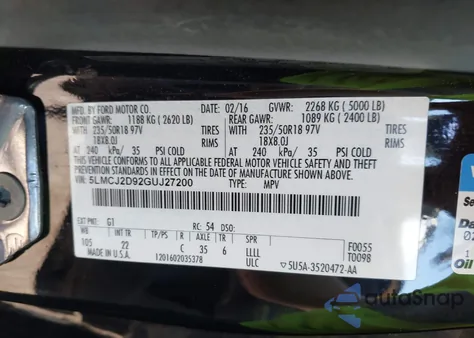 MFD. BY FORD MOTOR CO.
DATE: 02/16 GVWR: 2268 KG ( 5000 LB)
FRONT GAWR: 1188 KG ( 2620 LB) REAR GAWR: 1089 KG ( 2400 LB)
WITH 235/50R18 97V TIRES WITH 235/50R18 97V TIRES
18X8.0J RIMS 18X8.0J RIMS
AT 240 kPa/ 35 PSI COLD AT 240 kPa/ 35 PSI COLD
THIS VEHICLE CONFORMS TO ALL APPLICABLE FEDERAL MOTOR VEHICLE SAFETY, BUMPER,
AND THEFT PREVENTION STANDARDS IN EFFECT ON THE DATE OF MANUFACTURE SHOWN ABOVE.
VIN: 5LMCJ2D92GUJ27200 TYPE: MPV
EXT PNT: G1 RC: 54 DSO:
WB INT TR TP/PS R AXLE TR SPR
105 22 C 35 6 LLLL F0055
T0098
MADE IN U.S.A. 1201602035378 ULC
5U5A-3520472-AA
Oil
autoSnap